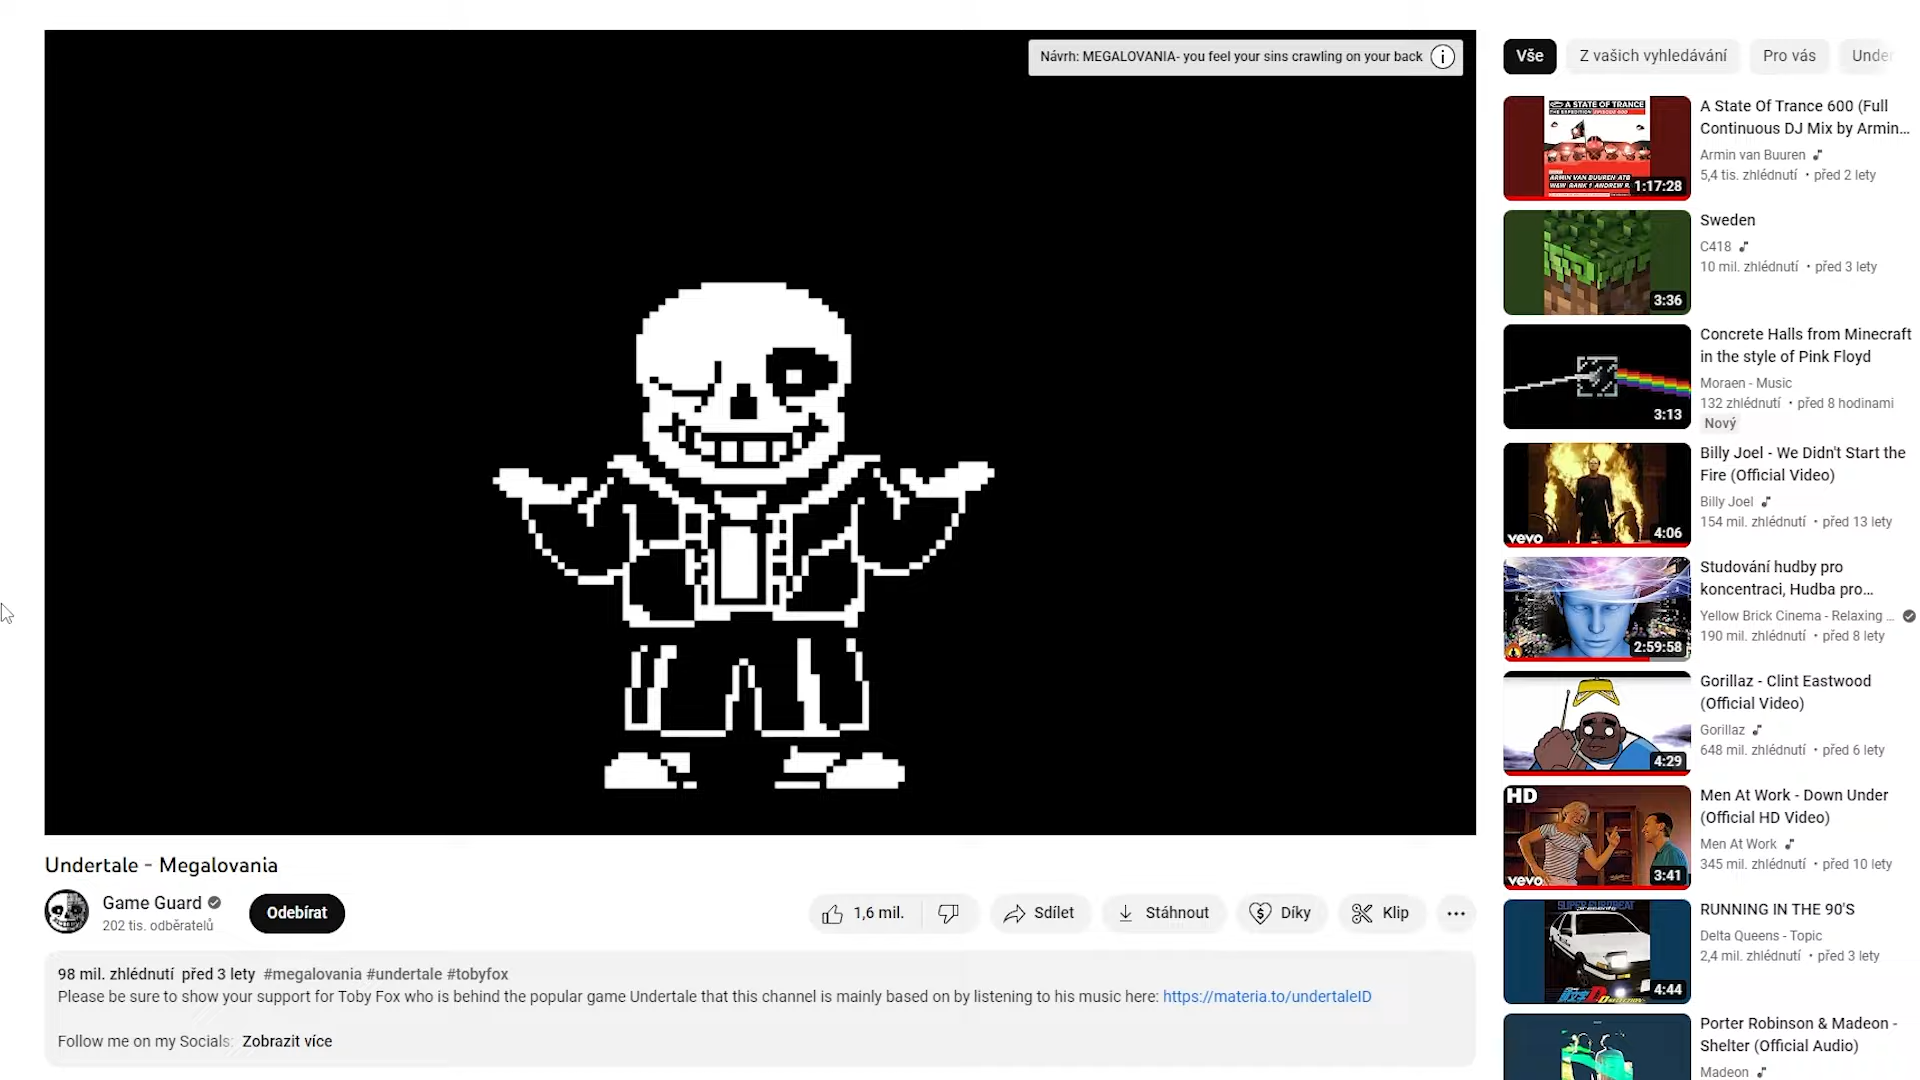 Návrh: MEGALOVANIA- you feel your sins crawling on your back
Undertale - Megalovania
Game Guard
202 tis. odběratelů
Odebírat
1,6 mil.
Sdílet
Stáhnout
Díky
Klip
98 mil. zhlédnutí před 3 lety #megalovania #undertale #tobyfox
Please be sure to show your support for Toby Fox who is behind the popular game Undertale that this channel is mainly based on by listening to his music here: https://materia.to/undertaleID
Follow me on my Socials: Zobrazit více
Vše
Z vašich vyhledávání
Pro vás
Under
A STATE OF TRANCE
1:17:28
A State Of Trance 600 (Full
Continuous DJ Mix by Armin...
Armin van Buuren
5,4 tis. zhlédnutí • před 2 lety
3:36
Sweden
C418
10 mil. zhlédnutí • před 3 lety
3:13
Concrete Halls from Minecraft
in the style of Pink Floyd
Moraen - Music
132 zhlédnutí • před 8 hodinami
Nový
vevo
4:06
Billy Joel - We Didn't Start the
Fire (Official Video)
Billy Joel
154 mil. zhlédnutí • před 13 lety
2:59:58
Studování hudby pro
koncentraci, Hudba pro...
Yellow Brick Cinema - Relaxing ...
190 mil. zhlédnutí • před 8 lety
4:29
Gorillaz - Clint Eastwood
(Official Video)
Gorillaz
648 mil. zhlédnutí • před 6 lety
HD
vevo
3:41
Men At Work - Down Under
(Official HD Video)
Men At Work
345 mil. zhlédnutí • před 10 lety
SUPER EUROBEAT
presents
4:44
RUNNING IN THE 90'S
Delta Queens - Topic
2,4 mil. zhlédnutí • před 3 lety
Porter Robinson & Madeon -
Shelter (Official Audio)
Madeon